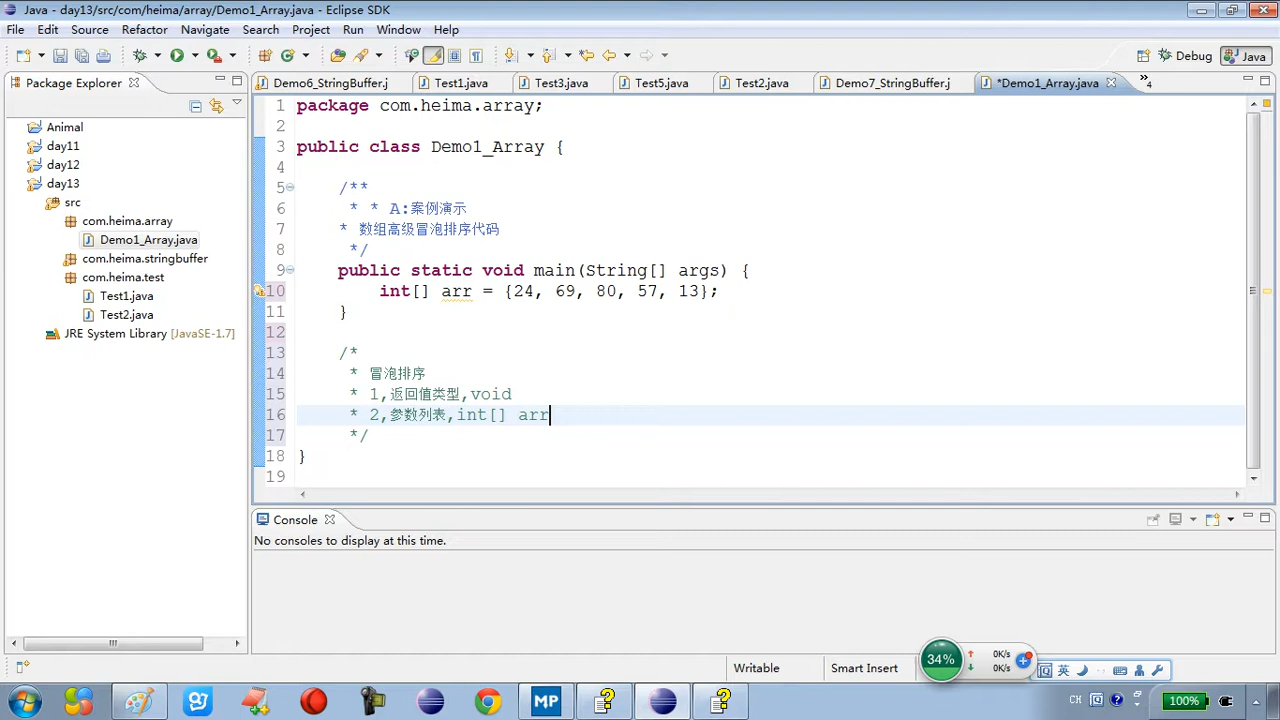 Java - day13/src/com/heima/array/Demo1_Array.java - Eclipse SDK
File Edit Source Refactor Navigate Search Project Run Window Help
Debug Java
Package Explorer
Demo6_StringBuffer.j Test1.java Test3.java Test5.java Test2.java Demo7_StringBuffer.j *Demo1_Array.java »4
Animal
day11
day12
day13
src
com.heima.array
Demo1_Array.java
com.heima.stringbuffer
com.heima.test
Test1.java
Test2.java
JRE System Library [JavaSE-1.7]
1 package com.heima.array;
2
3 public class Demo1_Array {
4
5 /**
6 * * A:案例演示
7 * 数组高级冒泡排序代码
8 */
9 public static void main(String[] args) {
10 int[] arr = {24, 69, 80, 57, 13};
11 }
12
13 /*
14 * 冒泡排序
15 * 1,返回值类型,void
16 * 2,参数列表,int[] arr
17 */
18 }
19
Console
No consoles to display at this time.
Writable Smart Insert
34% 0K/s
0K/s
英
MP
CH 100%